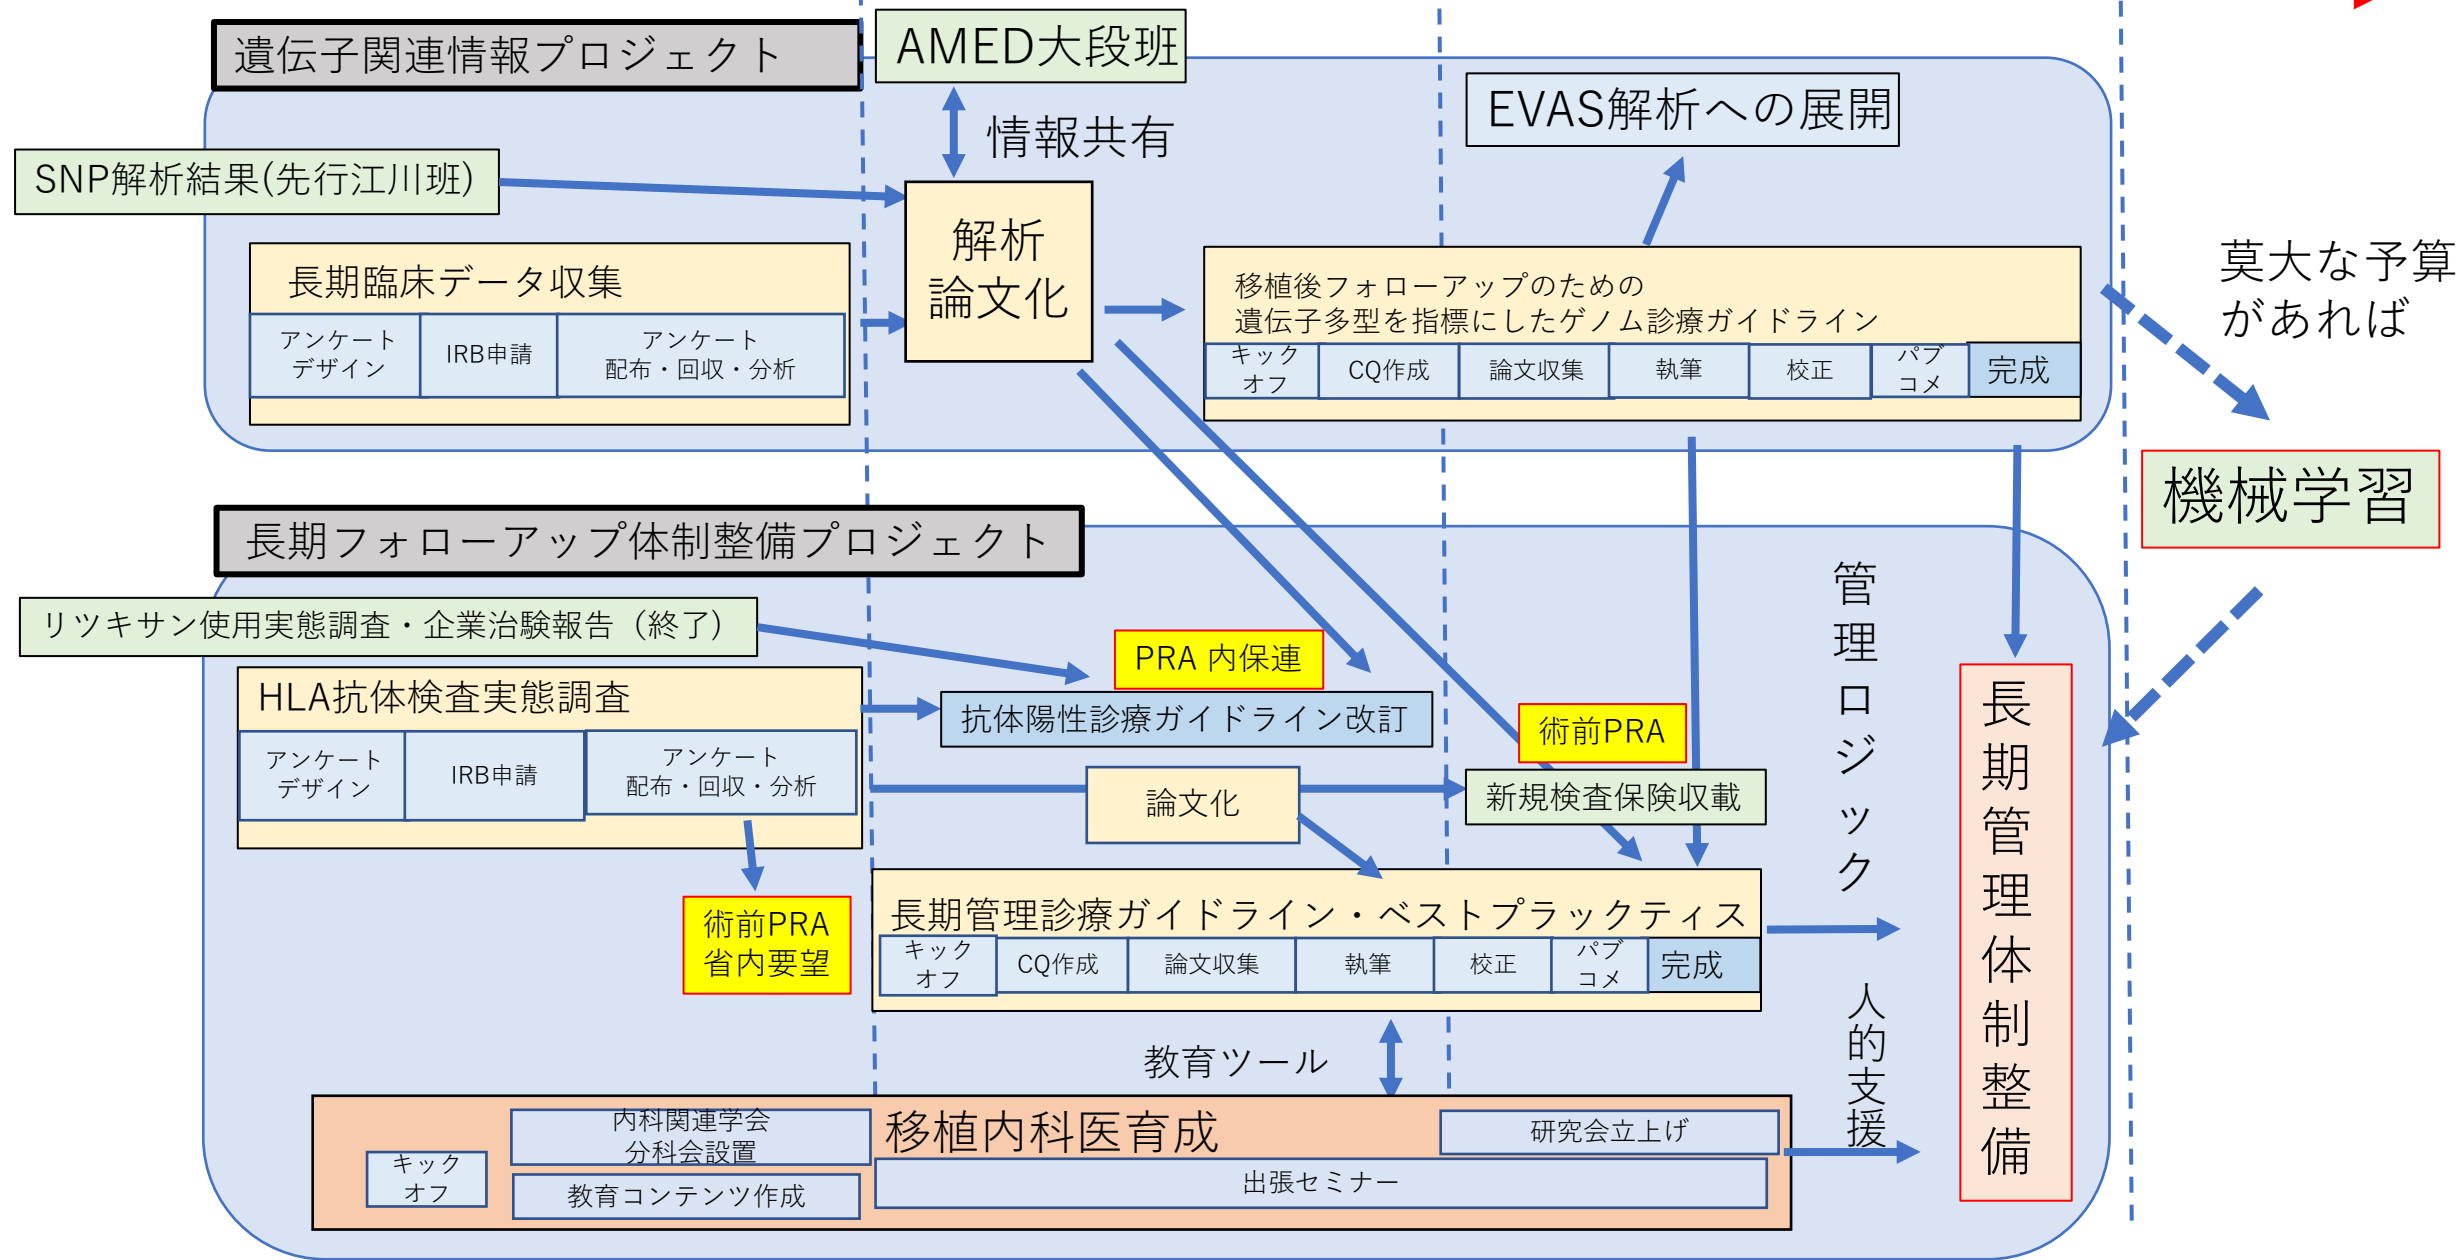 遺伝子関連情報プロジェクト
AMED大段班
情報共有
EVAS解析への展開
SNP解析結果(先行江川班)
解析
論文化
長期臨床データ収集
アンケート
デザイン
IRB申請
アンケート
配布・回収・分析
移植後フォローアップのための
遺伝子多型を指標にしたゲノム診療ガイドライン
キック
オフ
CQ作成
論文収集
執筆
校正
パブ
コメ
完成
莫大な予算
があれば
機械学習
長期フォローアップ体制整備プロジェクト
リツキサン使用実態調査・企業治験報告（終了）
PRA 内保連
HLA抗体検査実態調査
抗体陽性診療ガイドライン改訂
アンケート
デザイン
IRB申請
アンケート
配布・回収・分析
術前PRA
論文化
新規検査保険収載
管理ロジック
術前PRA
省内要望
長期管理診療ガイドライン・ベストプラックティス
キック
オフ
CQ作成
論文収集
執筆
校正
パブ
コメ
完成
長期管理体制整備
教育ツール
人的支援
移植内科医育成
内科関連学会
分科会設置
研究会立上げ
キック
オフ
教育コンテンツ作成
出張セミナー